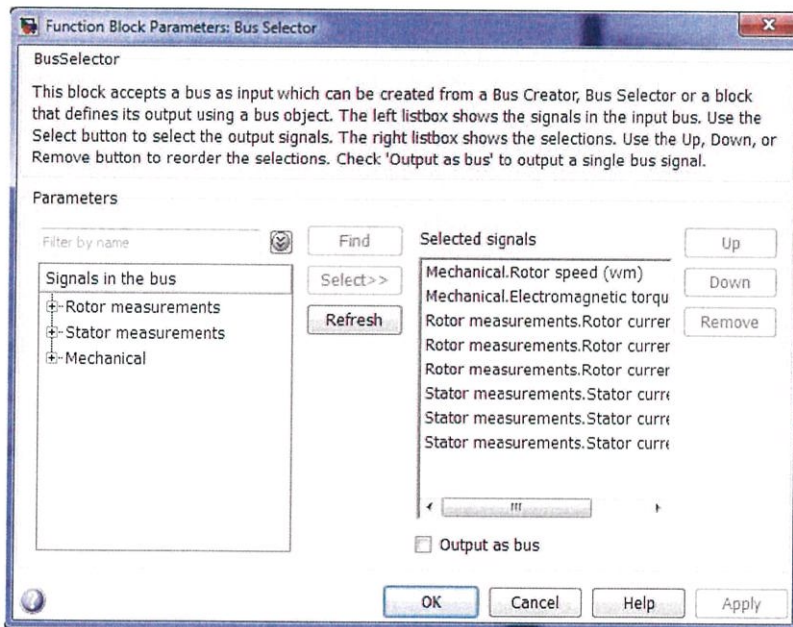 Function Block Parameters: Bus Selector
BusSelector
This block accepts a bus as input which can be created from a Bus Creator, Bus Selector or a block
that defines its output using a bus object. The left listbox shows the signals in the input bus. Use the
Select button to select the output signals. The right listbox shows the selections. Use the Up, Down, or
Remove button to reorder the selections. Check 'Output as bus' to output a single bus signal.
Parameters
Filter by name
Find
Selected signals
Up
Signals in the bus
Select>>
Mechanical.Rotor speed (wm)
Down
Rotor measurements
Mechanical.Electromagnetic torqu
Refresh
Rotor measurements.Rotor currer
Remove
Stator measurements
Rotor measurements.Rotor currer
Mechanical
Rotor measurements.Rotor currer
Stator measurements.Stator curre
Stator measurements.Stator curre
Stator measurements.Stator curre
Output as bus
OK
Cancel
Help
Apply